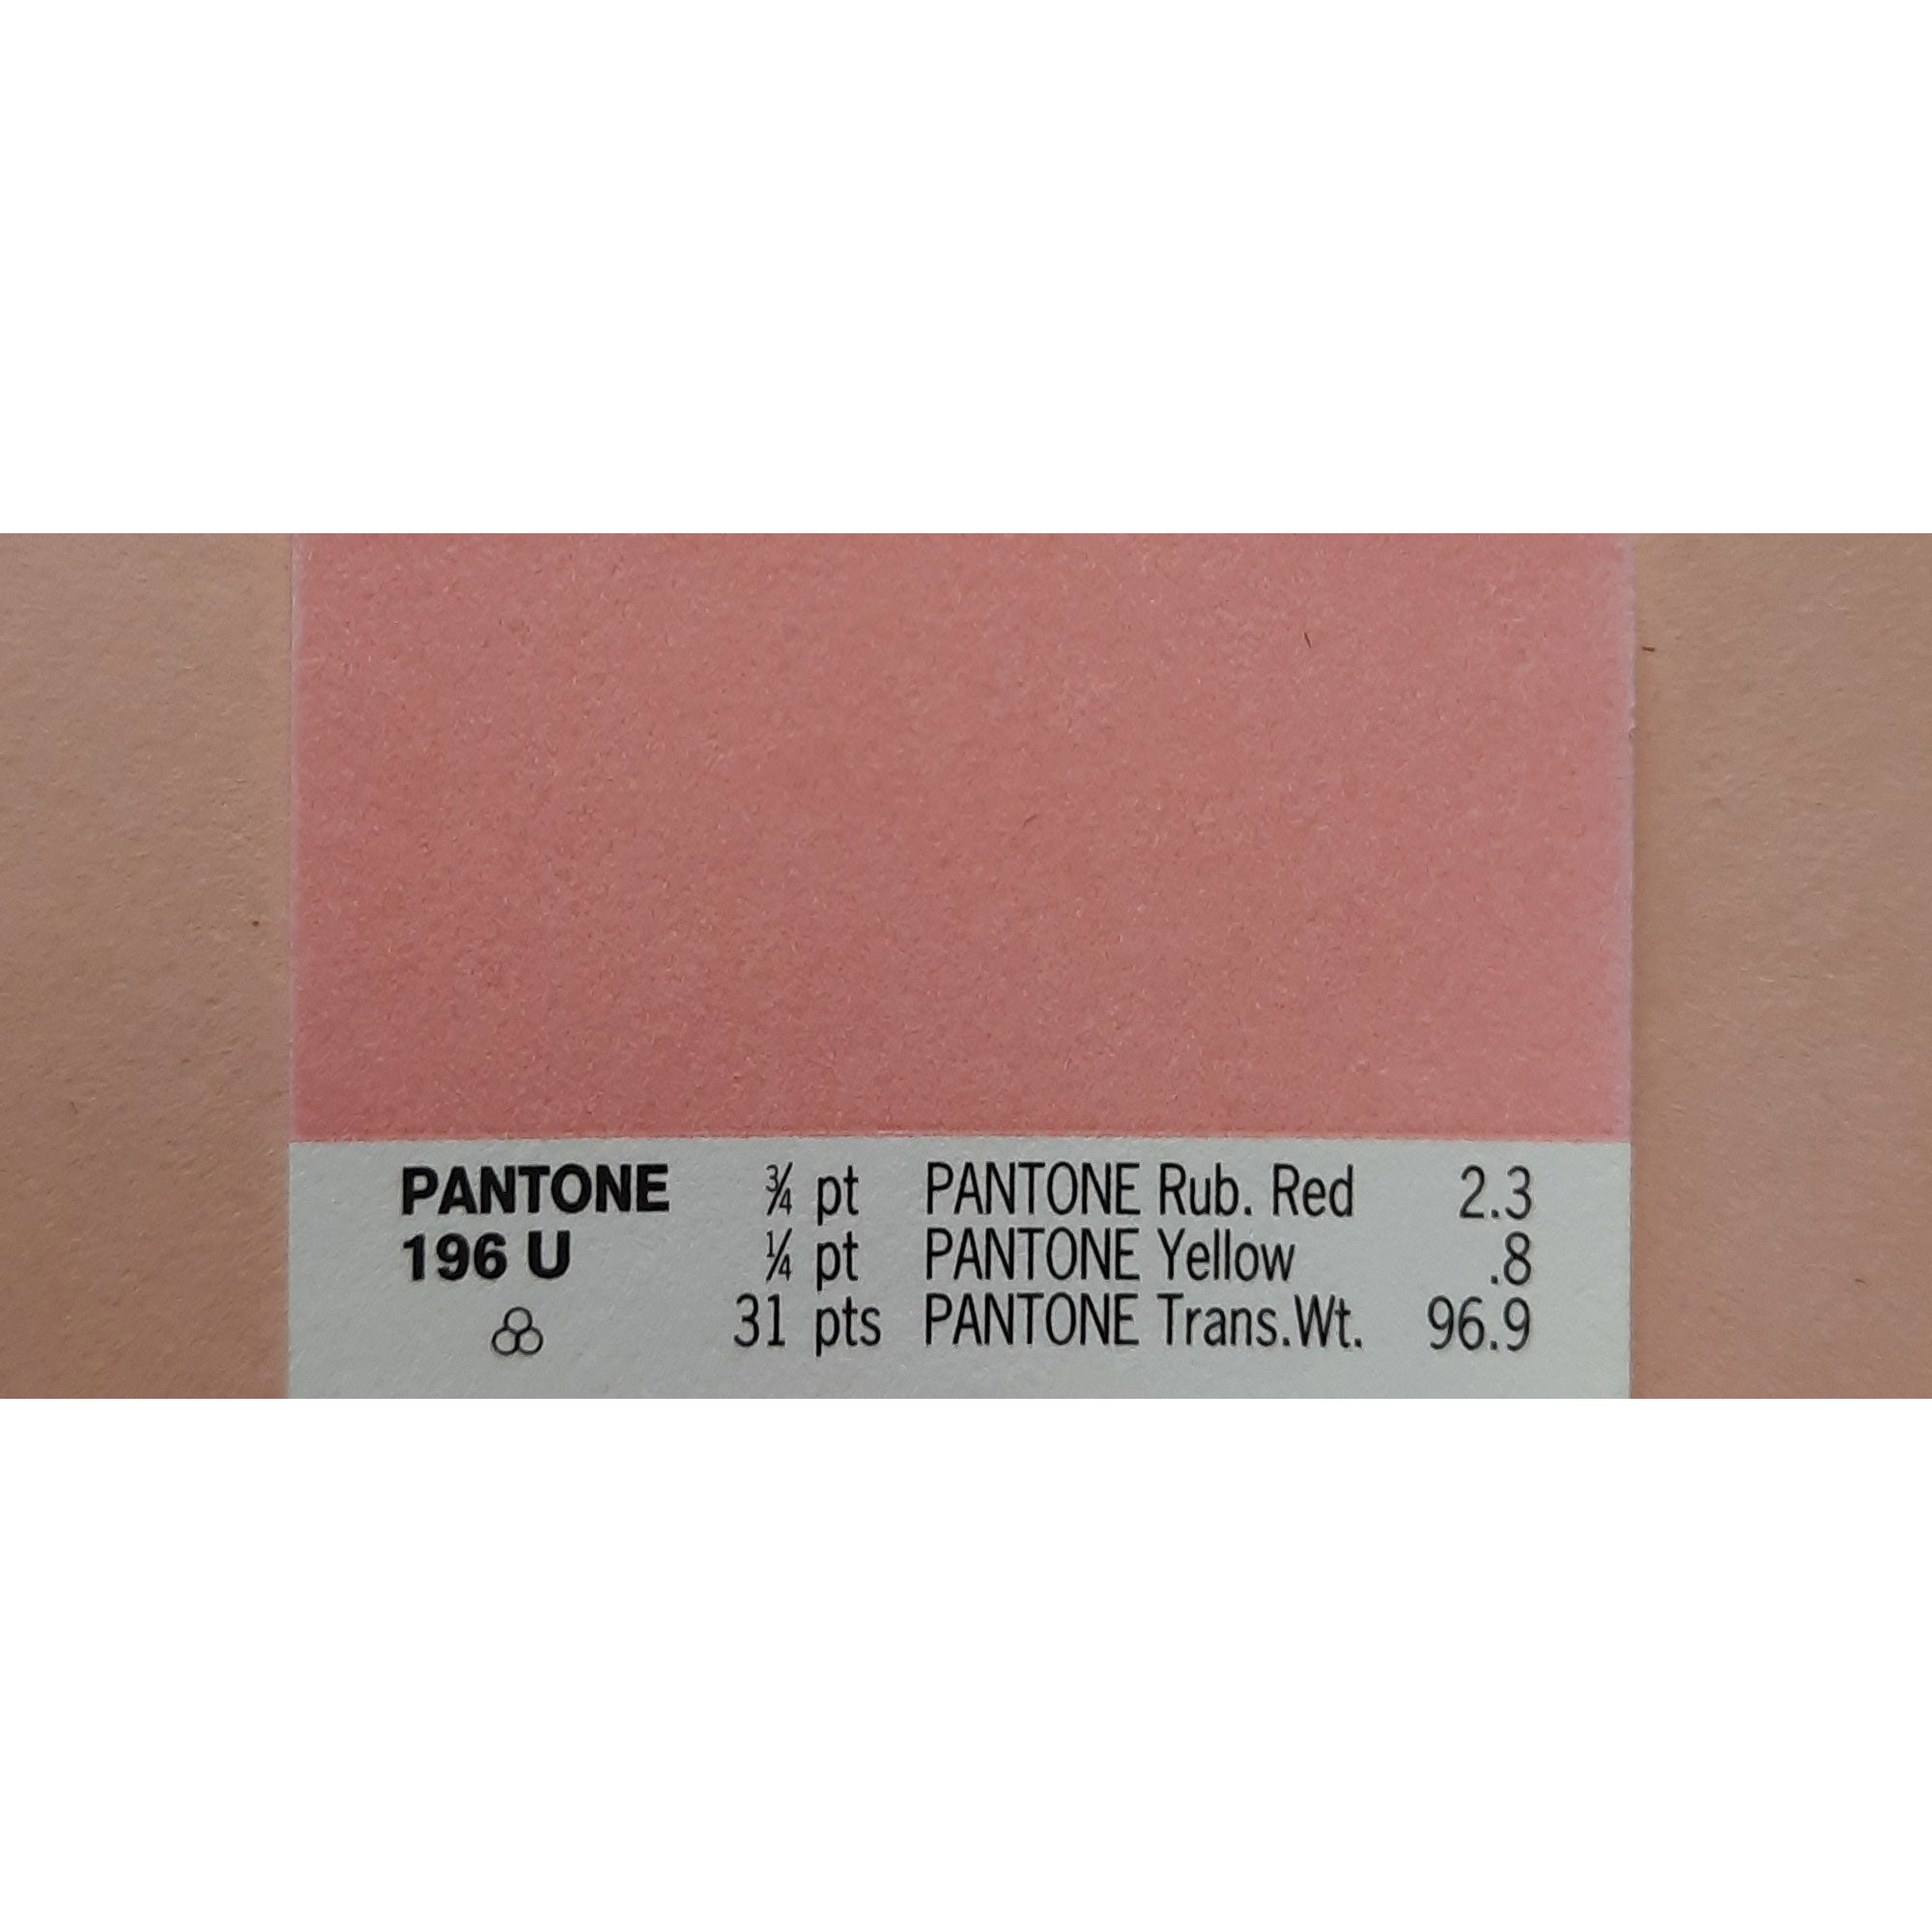 PANTONE ¾ pt PANTONE Rub. Red 2.3
196 U ¼ pt PANTONE Yellow .8
31 pts PANTONE Trans.Wt. 96.9